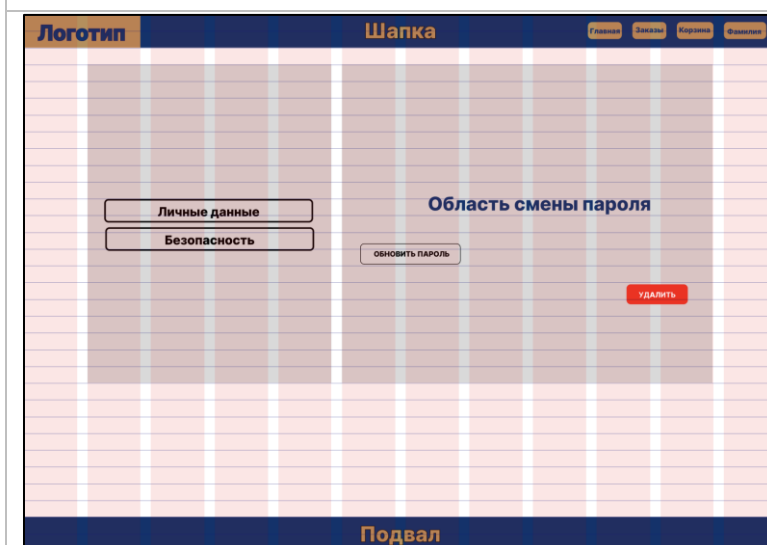 Логотип
Шапка
Главная
Заказы
Корзина
Фамилия
Личные данные
Безопасность
Область смены пароля
ОБНОВИТЬ ПАРОЛЬ
УДАЛИТЬ
Подвал